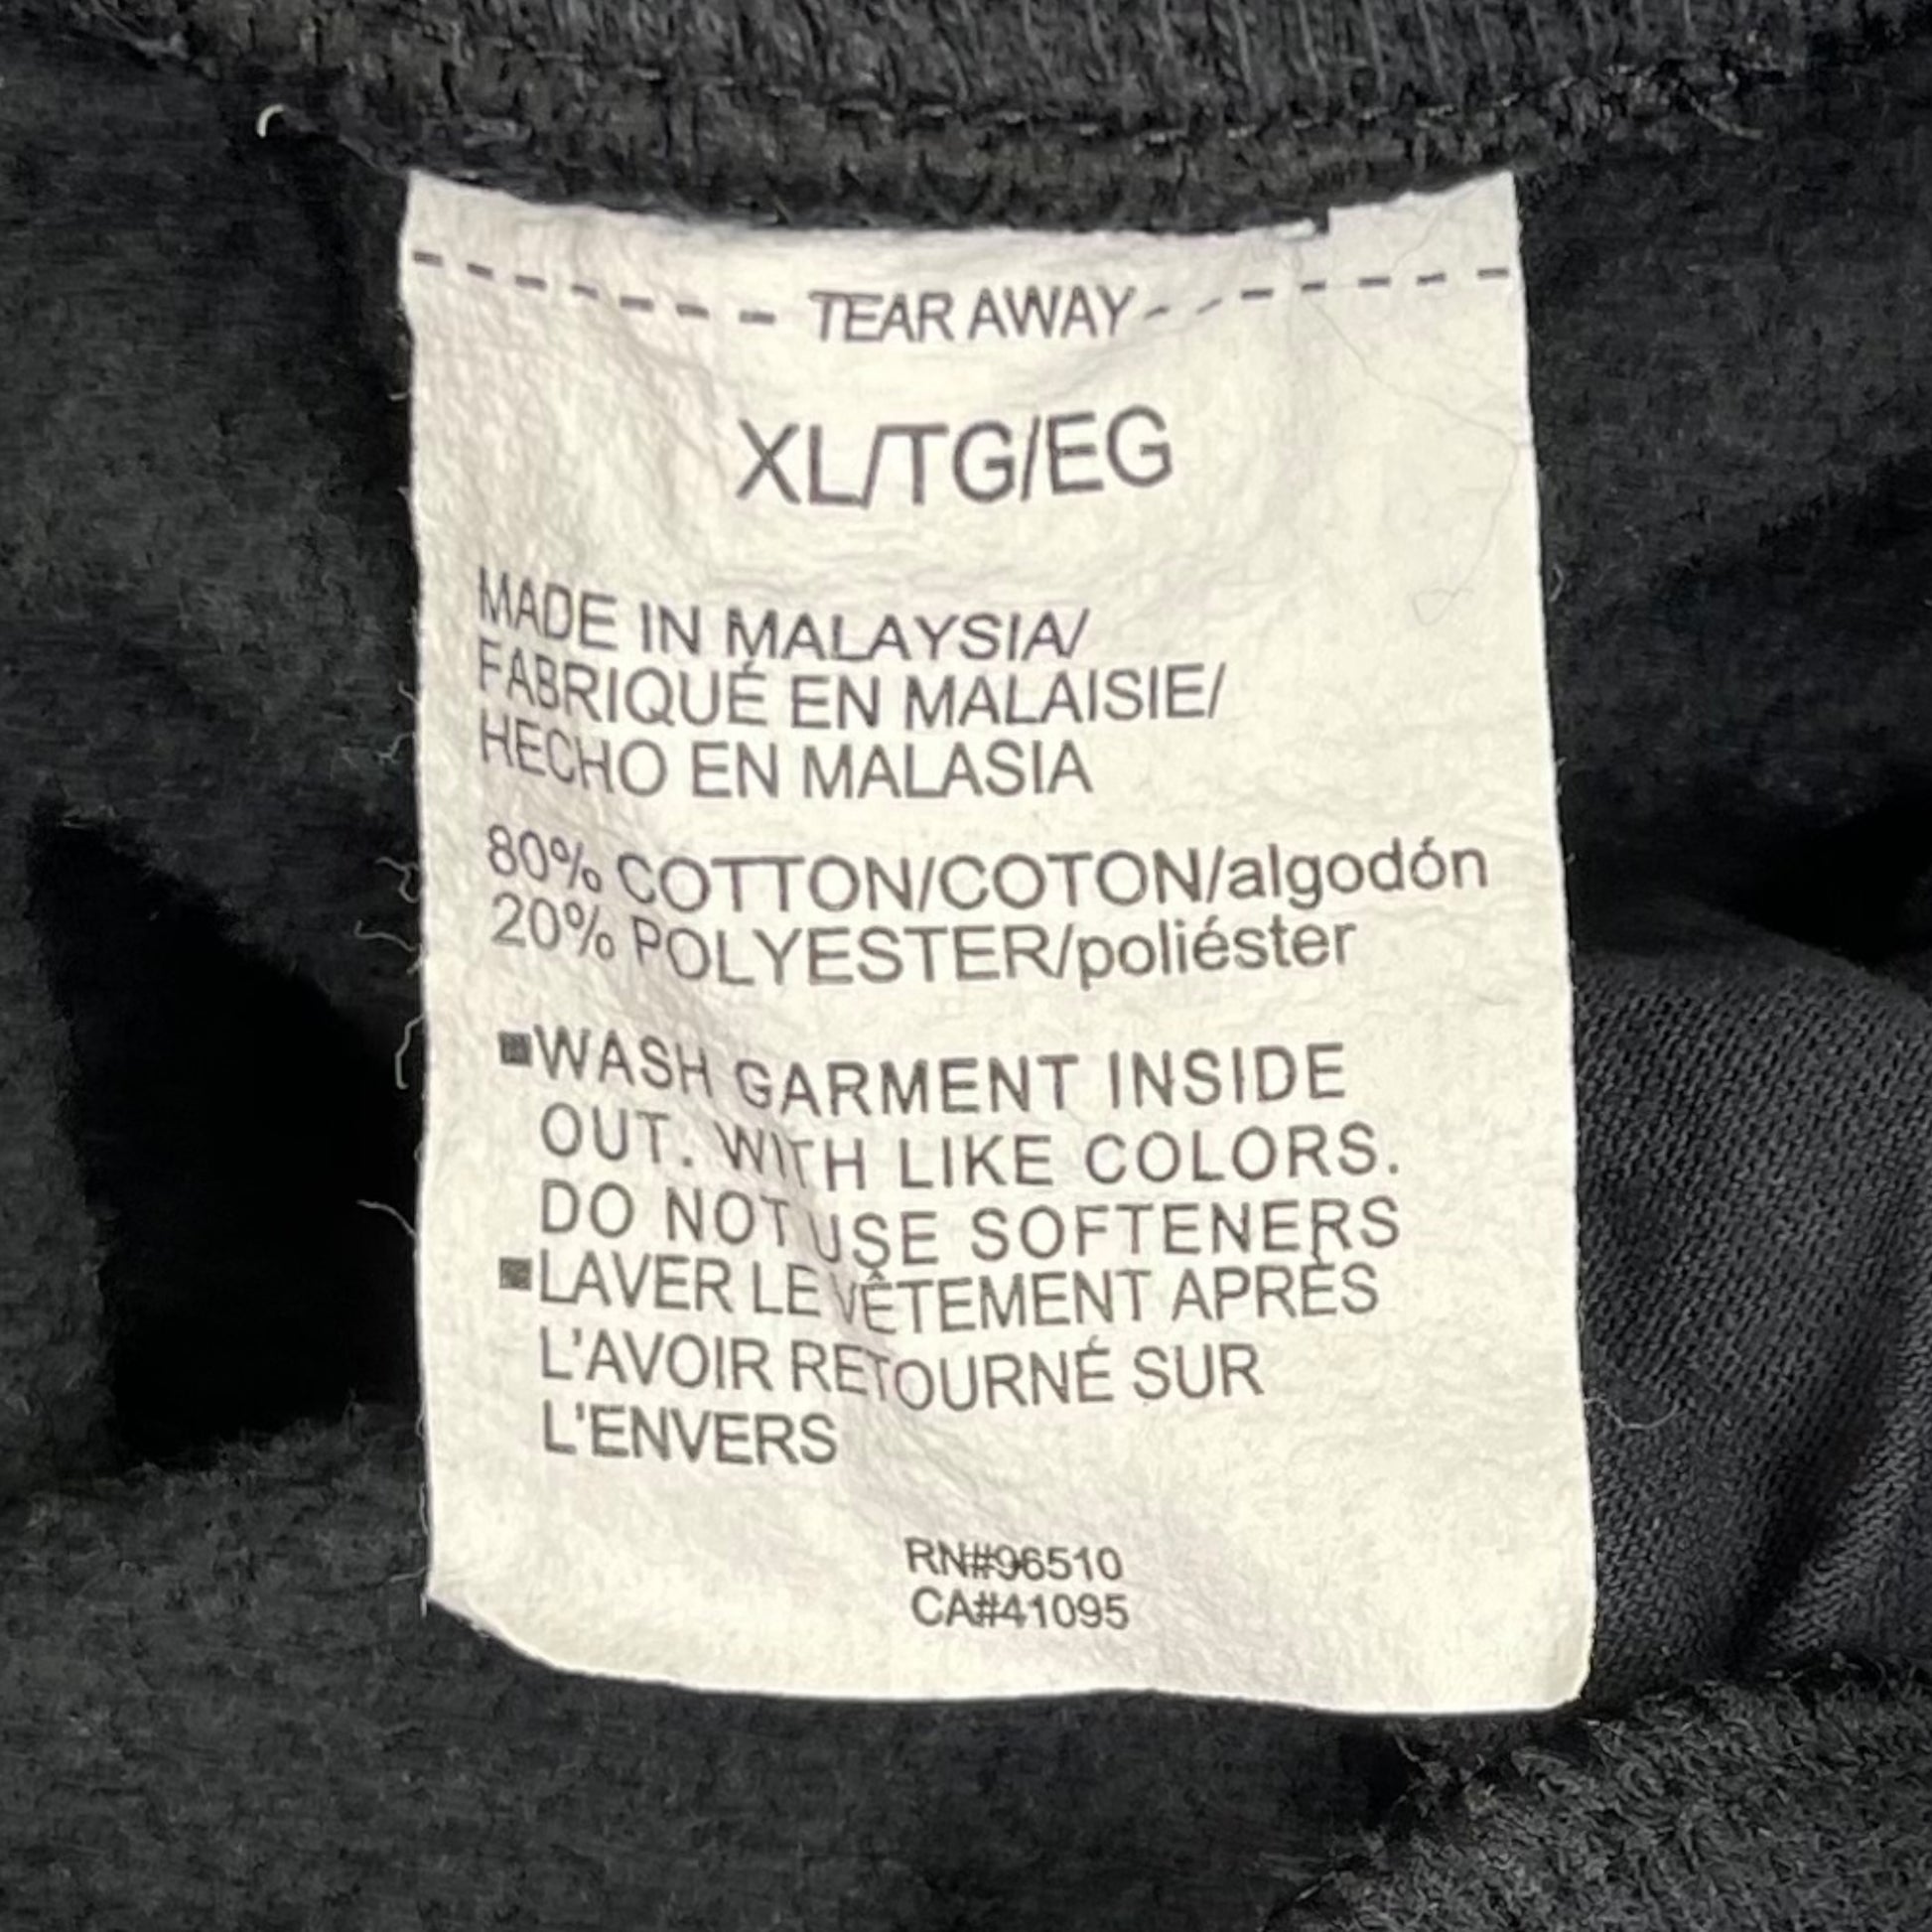 TEAR AWAY
XL/TG/EG
MADE IN MALAYSIA/
FABRIQUÉ EN MALAISIE/
HECHO EN MALASIA
80% COTTON/COTON/algodón
20% POLYESTER/poliéster
■WASH GARMENT INSIDE
OUT. WITH LIKE COLORS.
DO NOT USE SOFTENERS
■LAVER LE VÊTEMENT APRÈS
L'AVOIR RETOURNÉ SUR
L'ENVERS
RN#96510
CA#41095